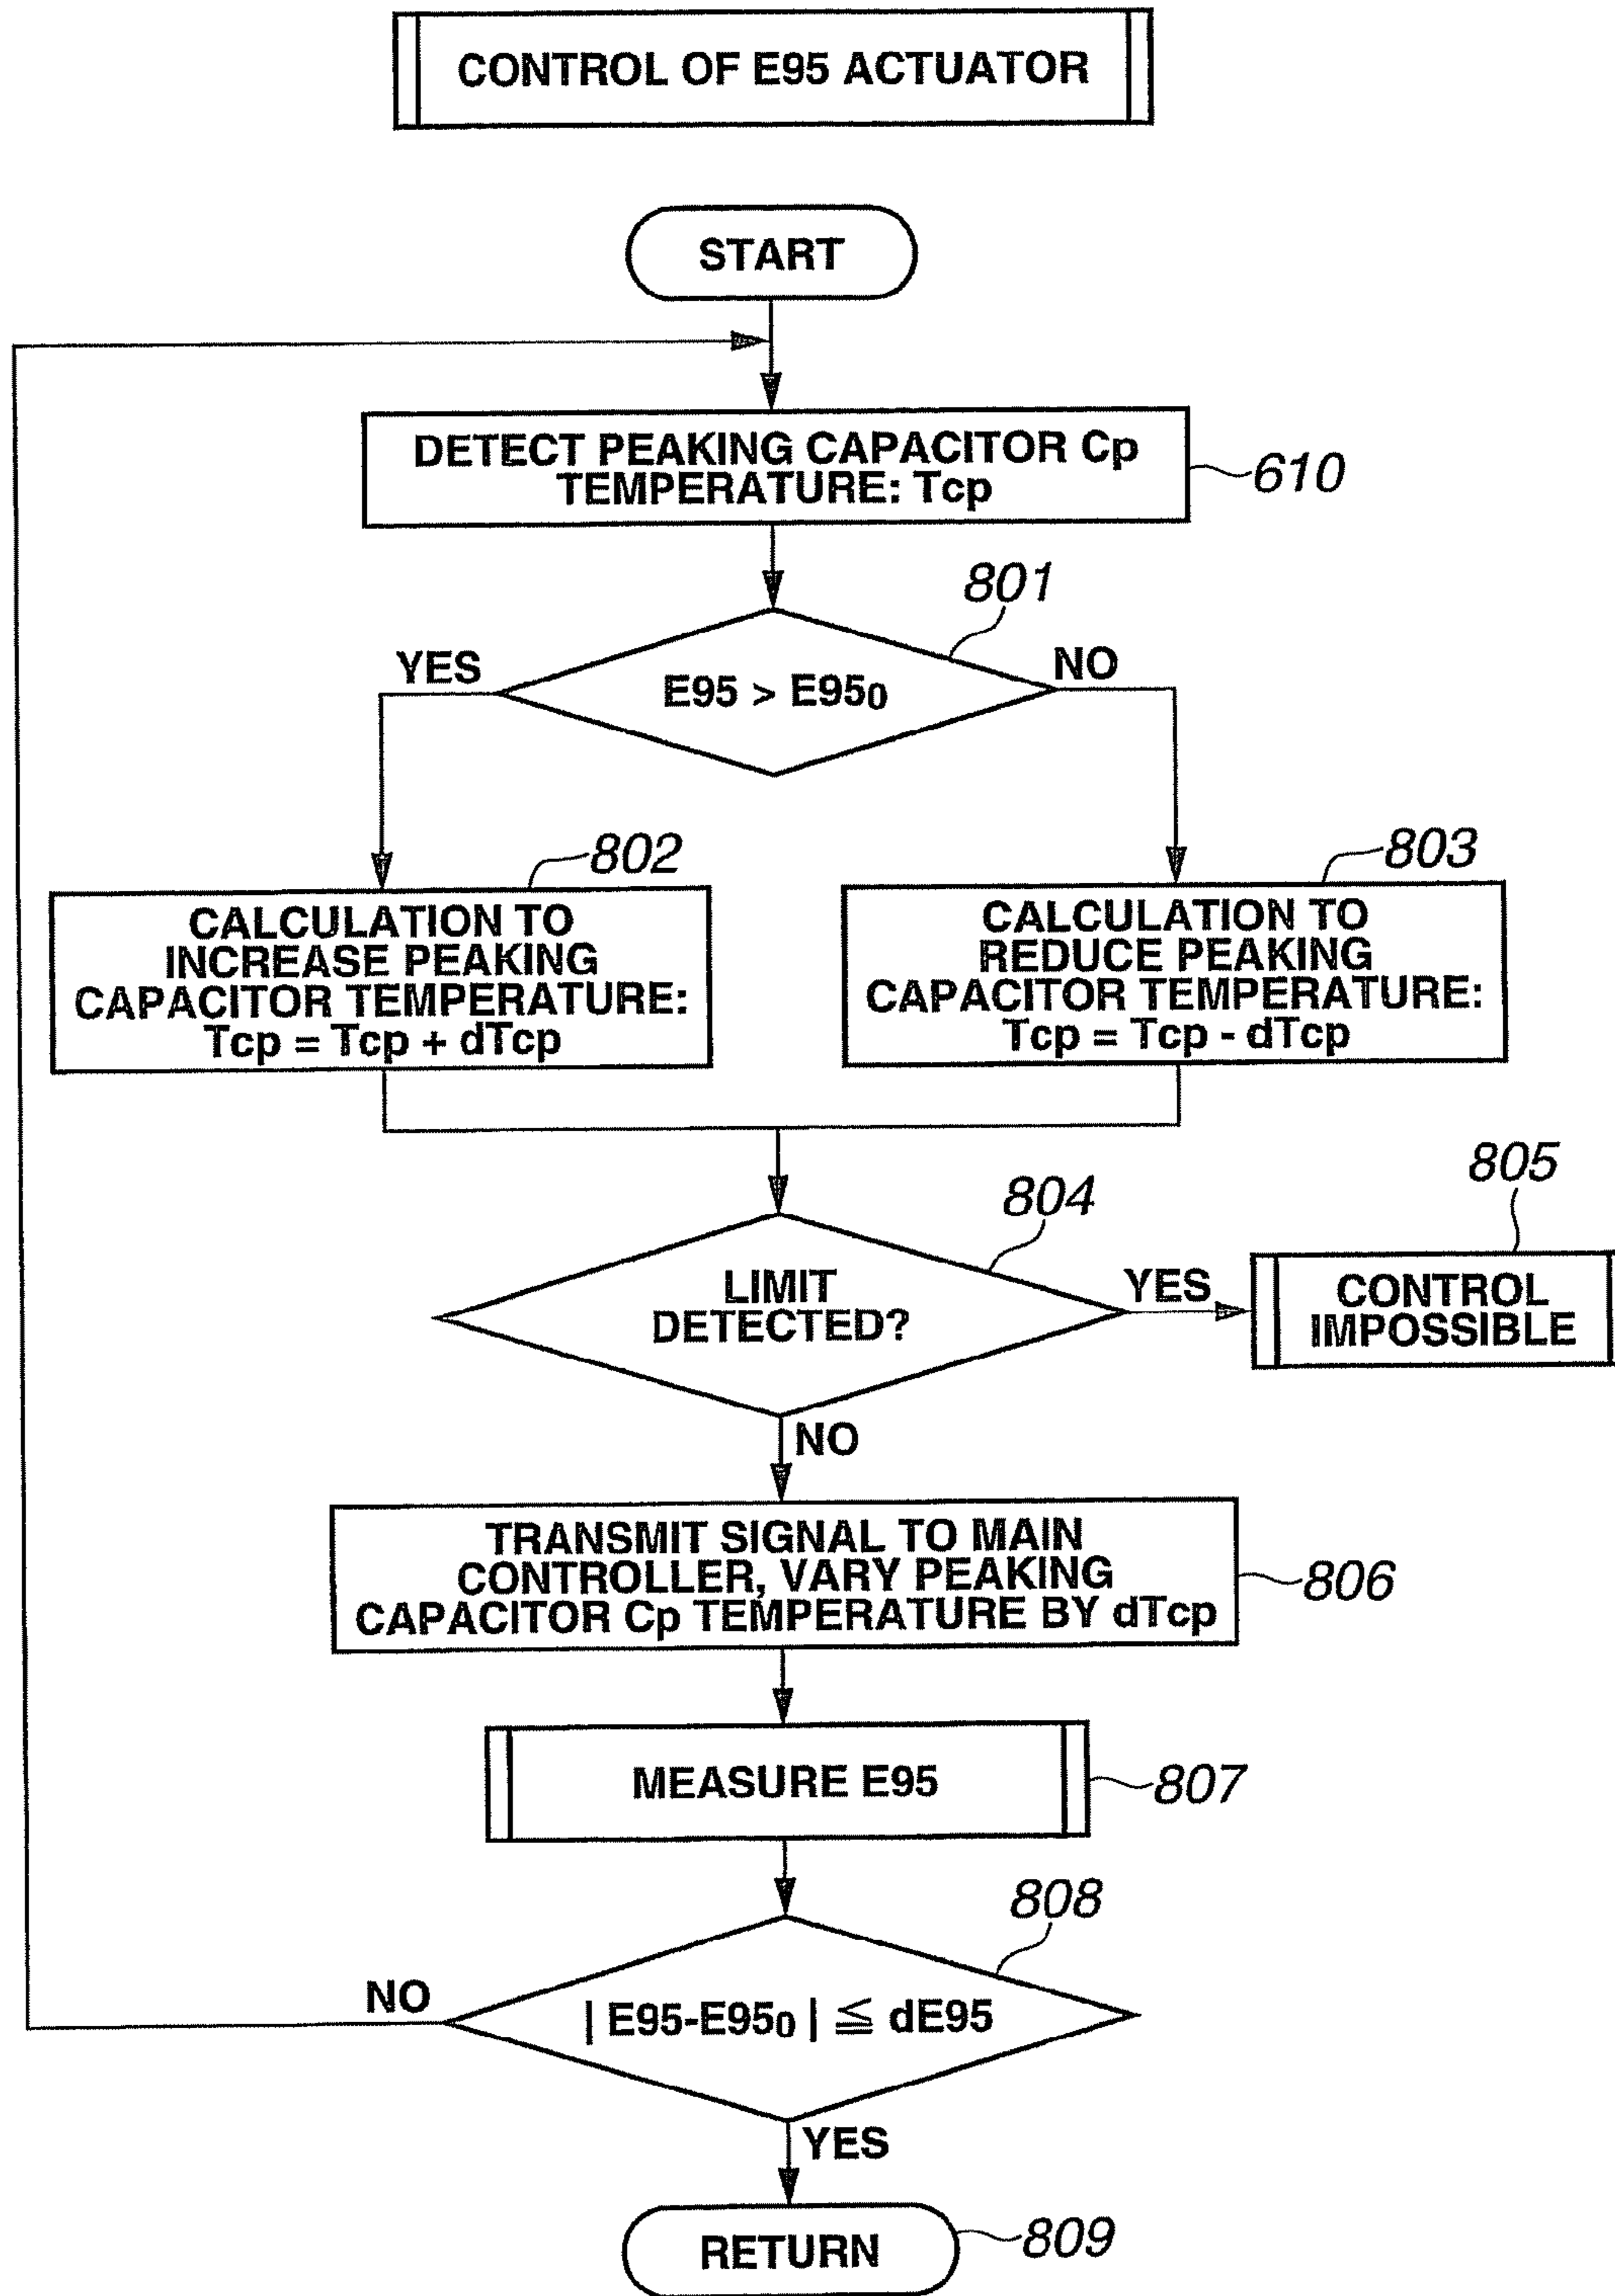 CONTROL OF E95 ACTUATOR
START
DETECT PEAKING CAPACITOR Cp
TEMPERATURE: Tcp
610
801
YES
NO
E95 > E95₀
802
803
CALCULATION TO
INCREASE PEAKING
CAPACITOR TEMPERATURE:
Tcp = Tcp + dTcp
CALCULATION TO
REDUCE PEAKING
CAPACITOR TEMPERATURE:
Tcp = Tcp - dTcp
804
805
LIMIT
DETECTED?
YES
CONTROL
IMPOSSIBLE
NO
TRANSMIT SIGNAL TO MAIN
CONTROLLER, VARY PEAKING
CAPACITOR Cp TEMPERATURE BY dTcp
806
MEASURE E95
807
808
NO
| E95-E95₀ | ≦ dE95
YES
RETURN
809